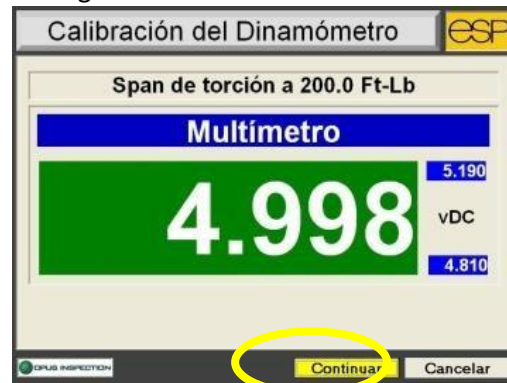 Calibración del Dinamómetro
ESP
Span de torción a 200.0 Ft-Lb
Multímetro
5.190
4.998
vDC
4.810
OPUS INSPECTION
Continuar
Cancelar